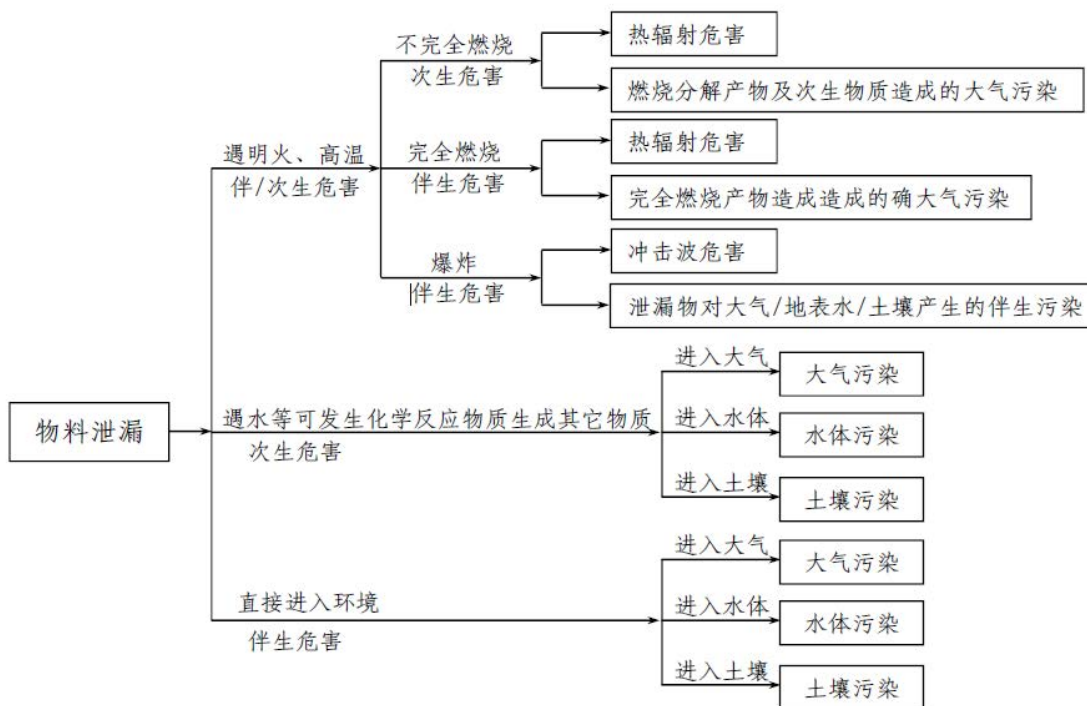 不完全燃烧
次生危害
热辐射危害
燃烧分解产物及次生物质造成的大气污染
遇明火、高温
伴/次生危害
完全燃烧
伴生危害
热辐射危害
完全燃烧产物造成造成的确大气污染
爆炸
伴生危害
冲击波危害
泄漏物对大气/地表水/土壤产生的伴生污染
物料泄漏
遇水等可发生化学反应物质生成其它物质
次生危害
进入大气
大气污染
进入水体
水体污染
进入土壤
土壤污染
直接进入环境
伴生危害
进入大气
大气污染
进入水体
水体污染
进入土壤
土壤污染